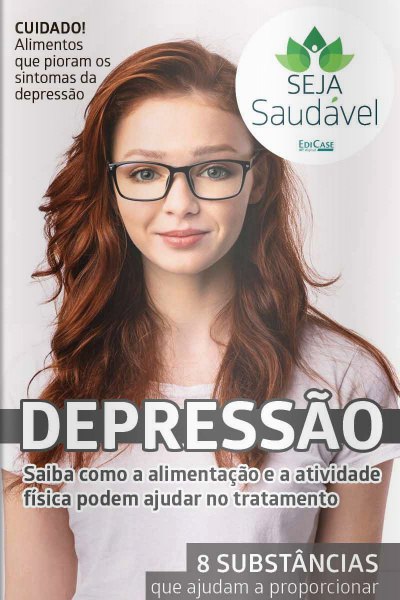 CUIDADO!
Alimentos
que pioram os
sintomas da
depressão
SEJA
Saudável
EDICASE
DEPRESSÃO
Saiba como a alimentação e a atividade
física podem ajudar no tratamento
8 SUBSTÂNCIAS
que ajudam a proporcionar